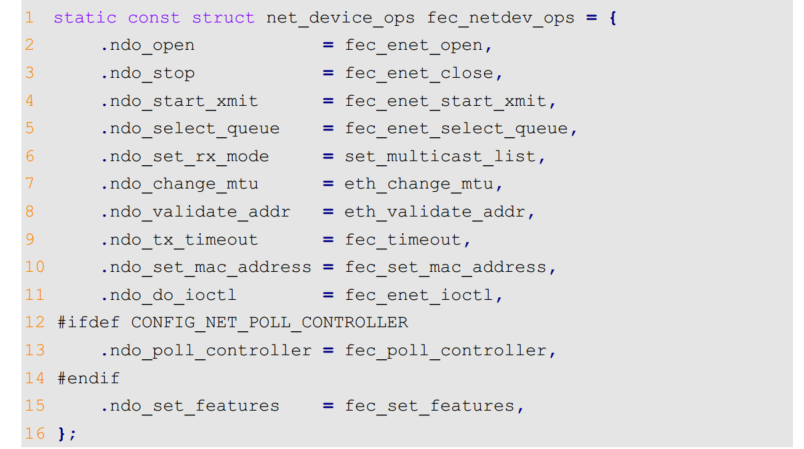 1 static const struct net_device_ops fec_netdev_ops = {
2 .ndo_open = fec_enet_open,
3 .ndo_stop = fec_enet_close,
4 .ndo_start_xmit = fec_enet_start_xmit,
5 .ndo_select_queue = fec_enet_select_queue,
6 .ndo_set_rx_mode = set_multicast_list,
7 .ndo_change_mtu = eth_change_mtu,
8 .ndo_validate_addr = eth_validate_addr,
9 .ndo_tx_timeout = fec_timeout,
10 .ndo_set_mac_address = fec_set_mac_address,
11 .ndo_do_ioctl = fec_enet_ioctl,
12 #ifdef CONFIG_NET_POLL_CONTROLLER
13 .ndo_poll_controller = fec_poll_controller,
14 #endif
15 .ndo_set_features = fec_set_features,
16 };